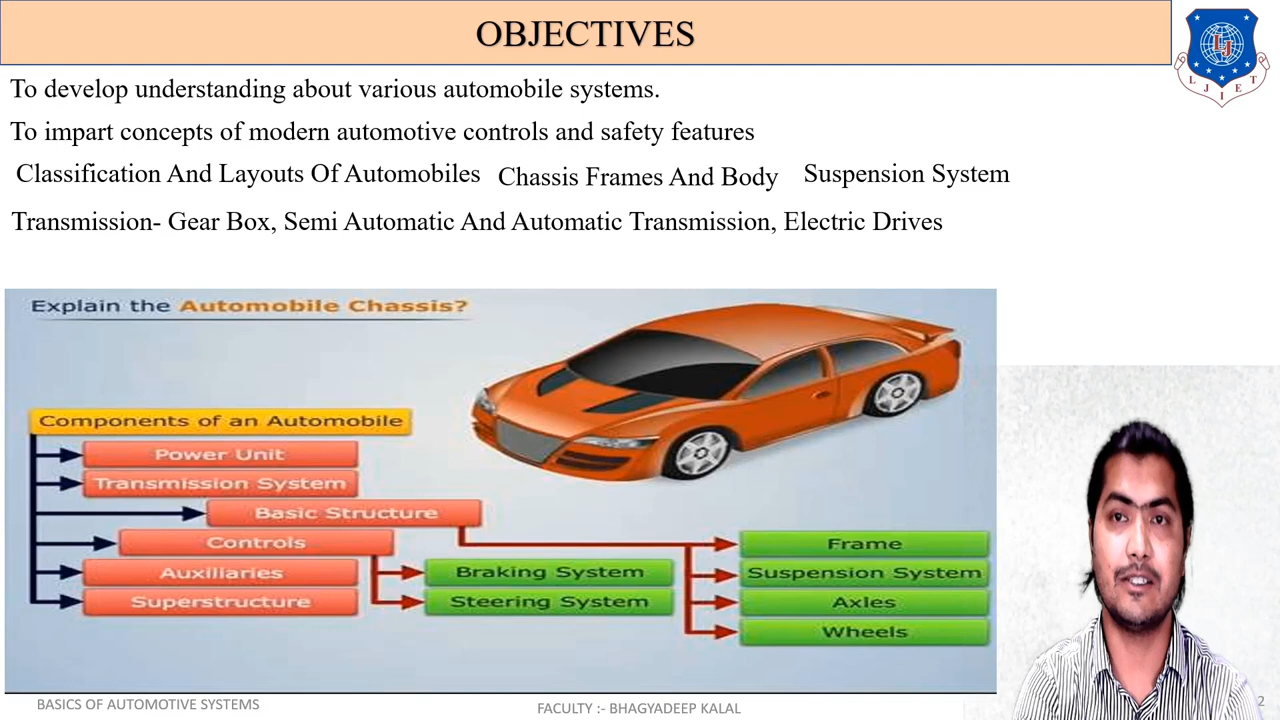 OBJECTIVES
LJIET
To develop understanding about various automobile systems.
To impart concepts of modern automotive controls and safety features
Classification And Layouts Of Automobiles Chassis Frames And Body Suspension System
Transmission- Gear Box, Semi Automatic And Automatic Transmission, Electric Drives
Explain the Automobile Chassis?
Components of an Automobile
Power Unit
Transmission System
Basic Structure
Controls
Auxiliaries
Superstructure
Braking System
Steering System
Frame
Suspension System
Axles
Wheels
BASICS OF AUTOMOTIVE SYSTEMS
FACULTY :- BHAGYADEEP KALAL
2